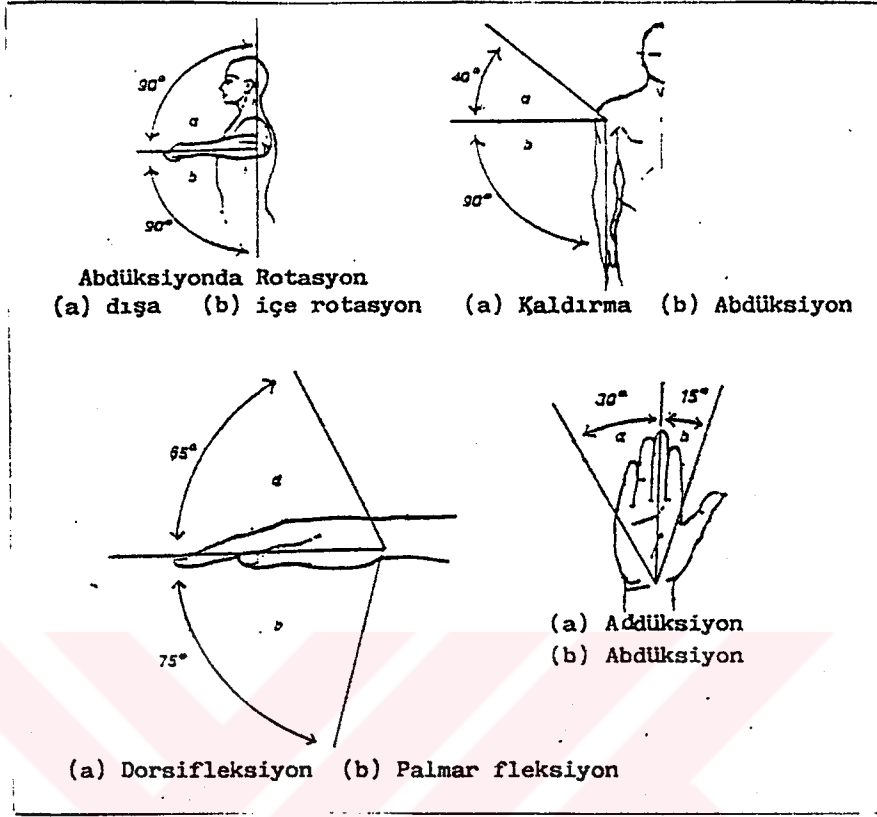 90°
a
b
90°
Abdüksiyonda Rotasyon
(a) dışa (b) içe rotasyon
40°
a
b
90°
(a) Kaldırma (b) Abdüksiyon
65°
a
b
75°
(a) Dorsifleksiyon (b) Palmar fleksiyon
30° 15°
a b
(a) Addüksiyon
(b) Abdüksiyon